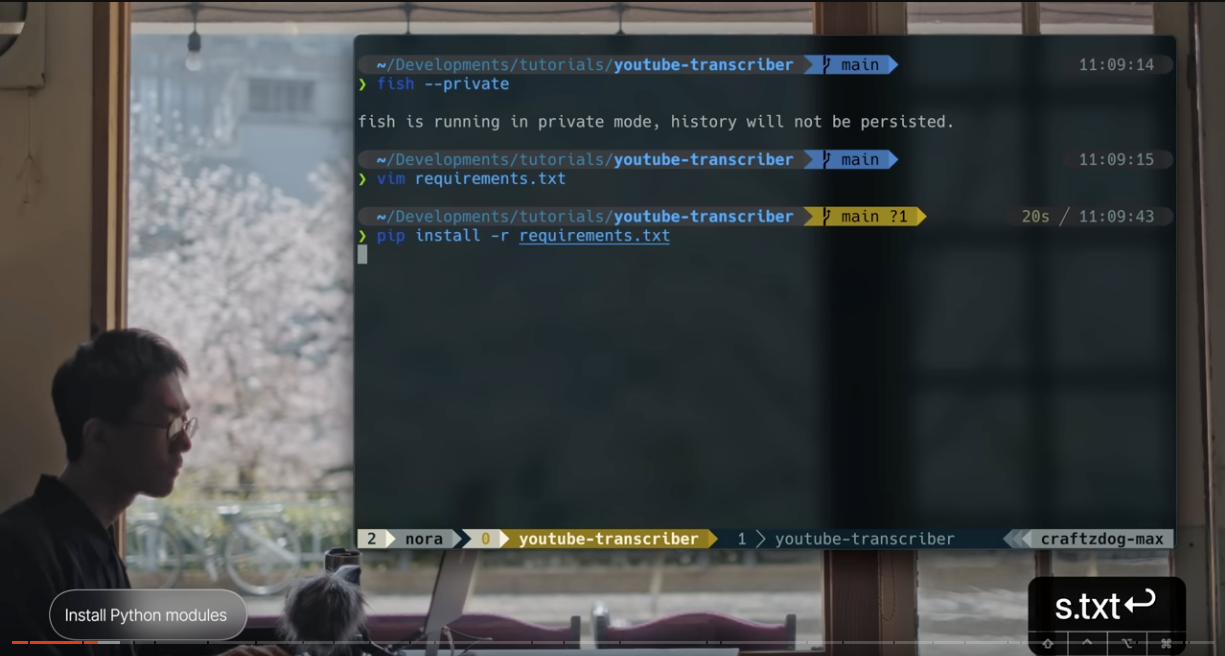 ~/Developments/tutorials/youtube-transcriber main 11:09:14
❯ fish --private
fish is running in private mode, history will not be persisted.
~/Developments/tutorials/youtube-transcriber main 11:09:15
❯ vim requirements.txt
~/Developments/tutorials/youtube-transcriber main ?1 20s / 11:09:43
❯ pip install -r requirements.txt
2 nora 0 youtube-transcriber 1 youtube-transcriber craftzdog-max
Install Python modules
s.txt↩
⇧ ⌃ ⌥ ⌘